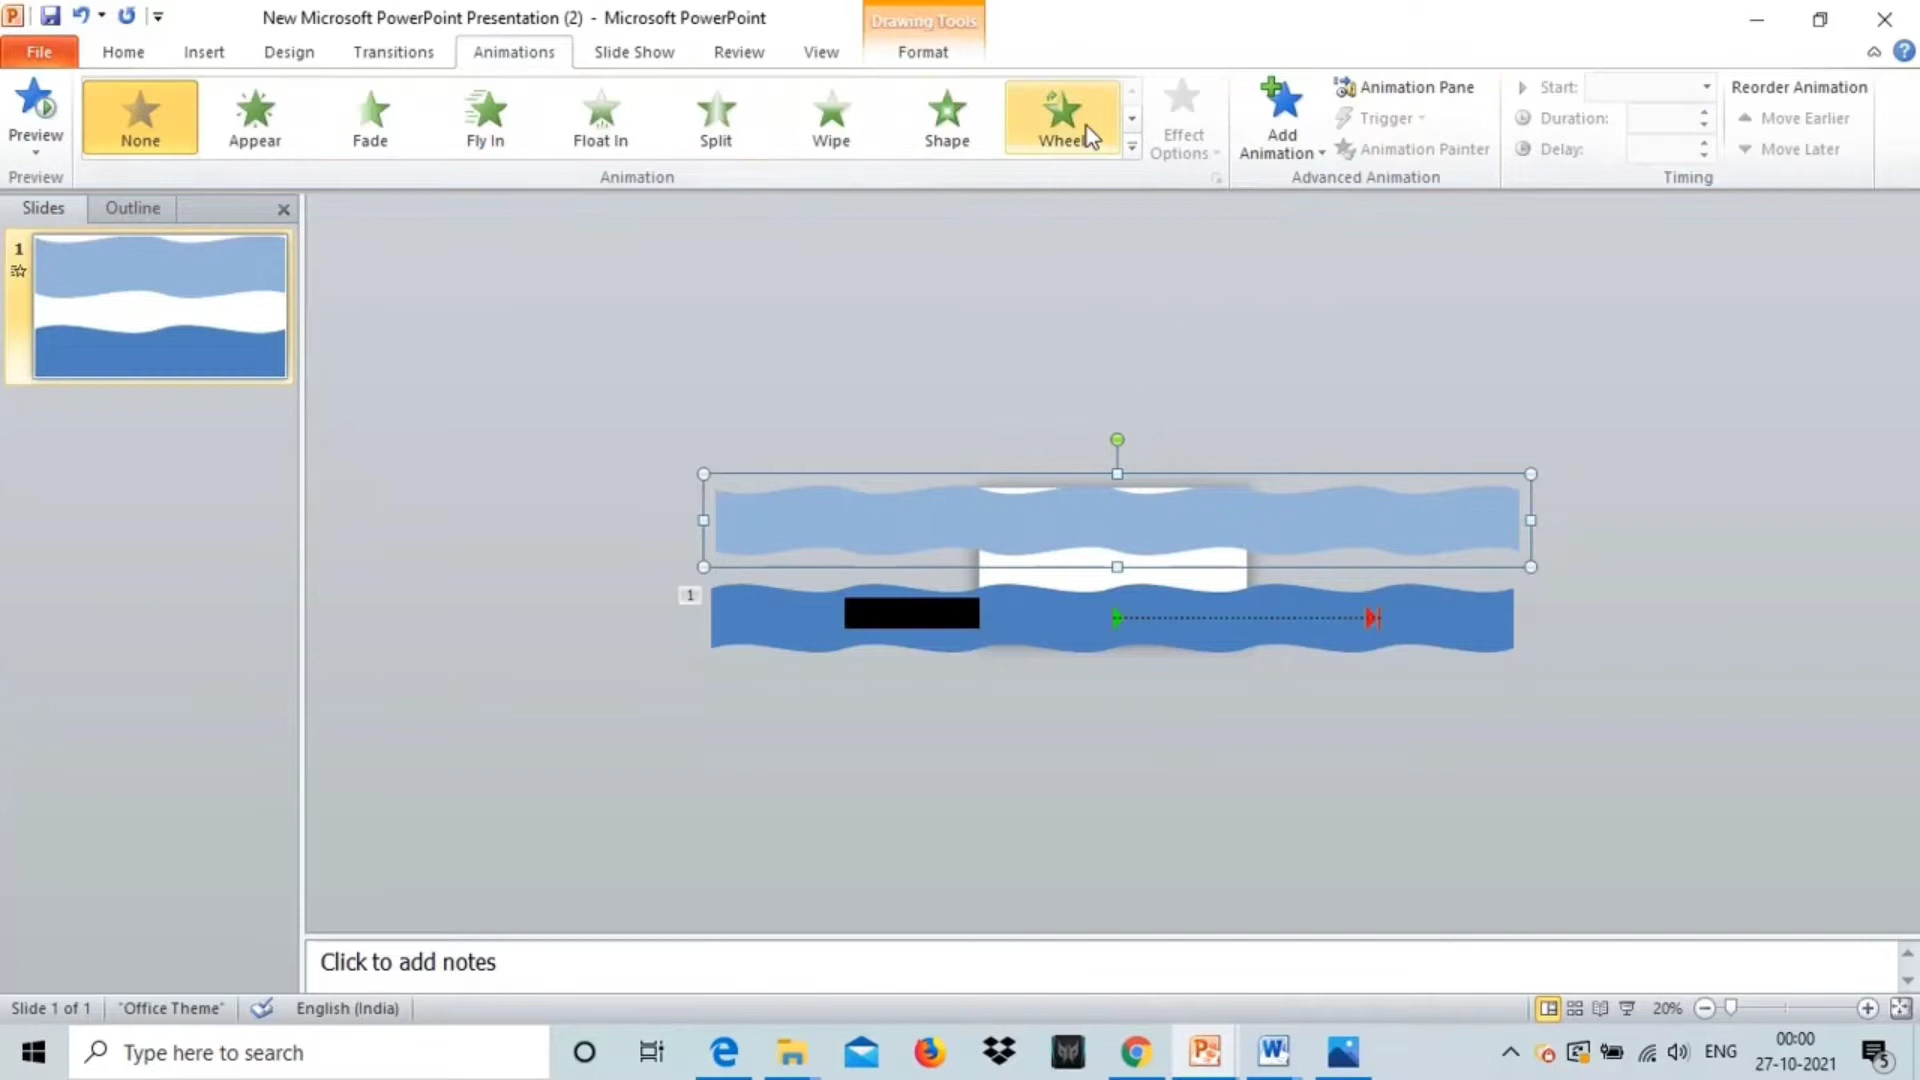 New Microsoft PowerPoint Presentation (2) - Microsoft PowerPoint
Drawing Tools
File
Home
Insert
Design
Transitions
Animations
Slide Show
Review
View
Format
Preview
Preview
None
Appear
Fade
Fly In
Float In
Split
Wipe
Shape
Wheel
Animation
Effect
Options
Add
Animation
Animation Pane
Trigger
Animation Painter
Advanced Animation
Start:
Duration:
Delay:
Timing
Reorder Animation
Move Earlier
Move Later
Slides
Outline
1
1
Click to add notes
Slide 1 of 1
"Office Theme"
English (India)
20%
Type here to search
ENG
00:00
27-10-2021
5